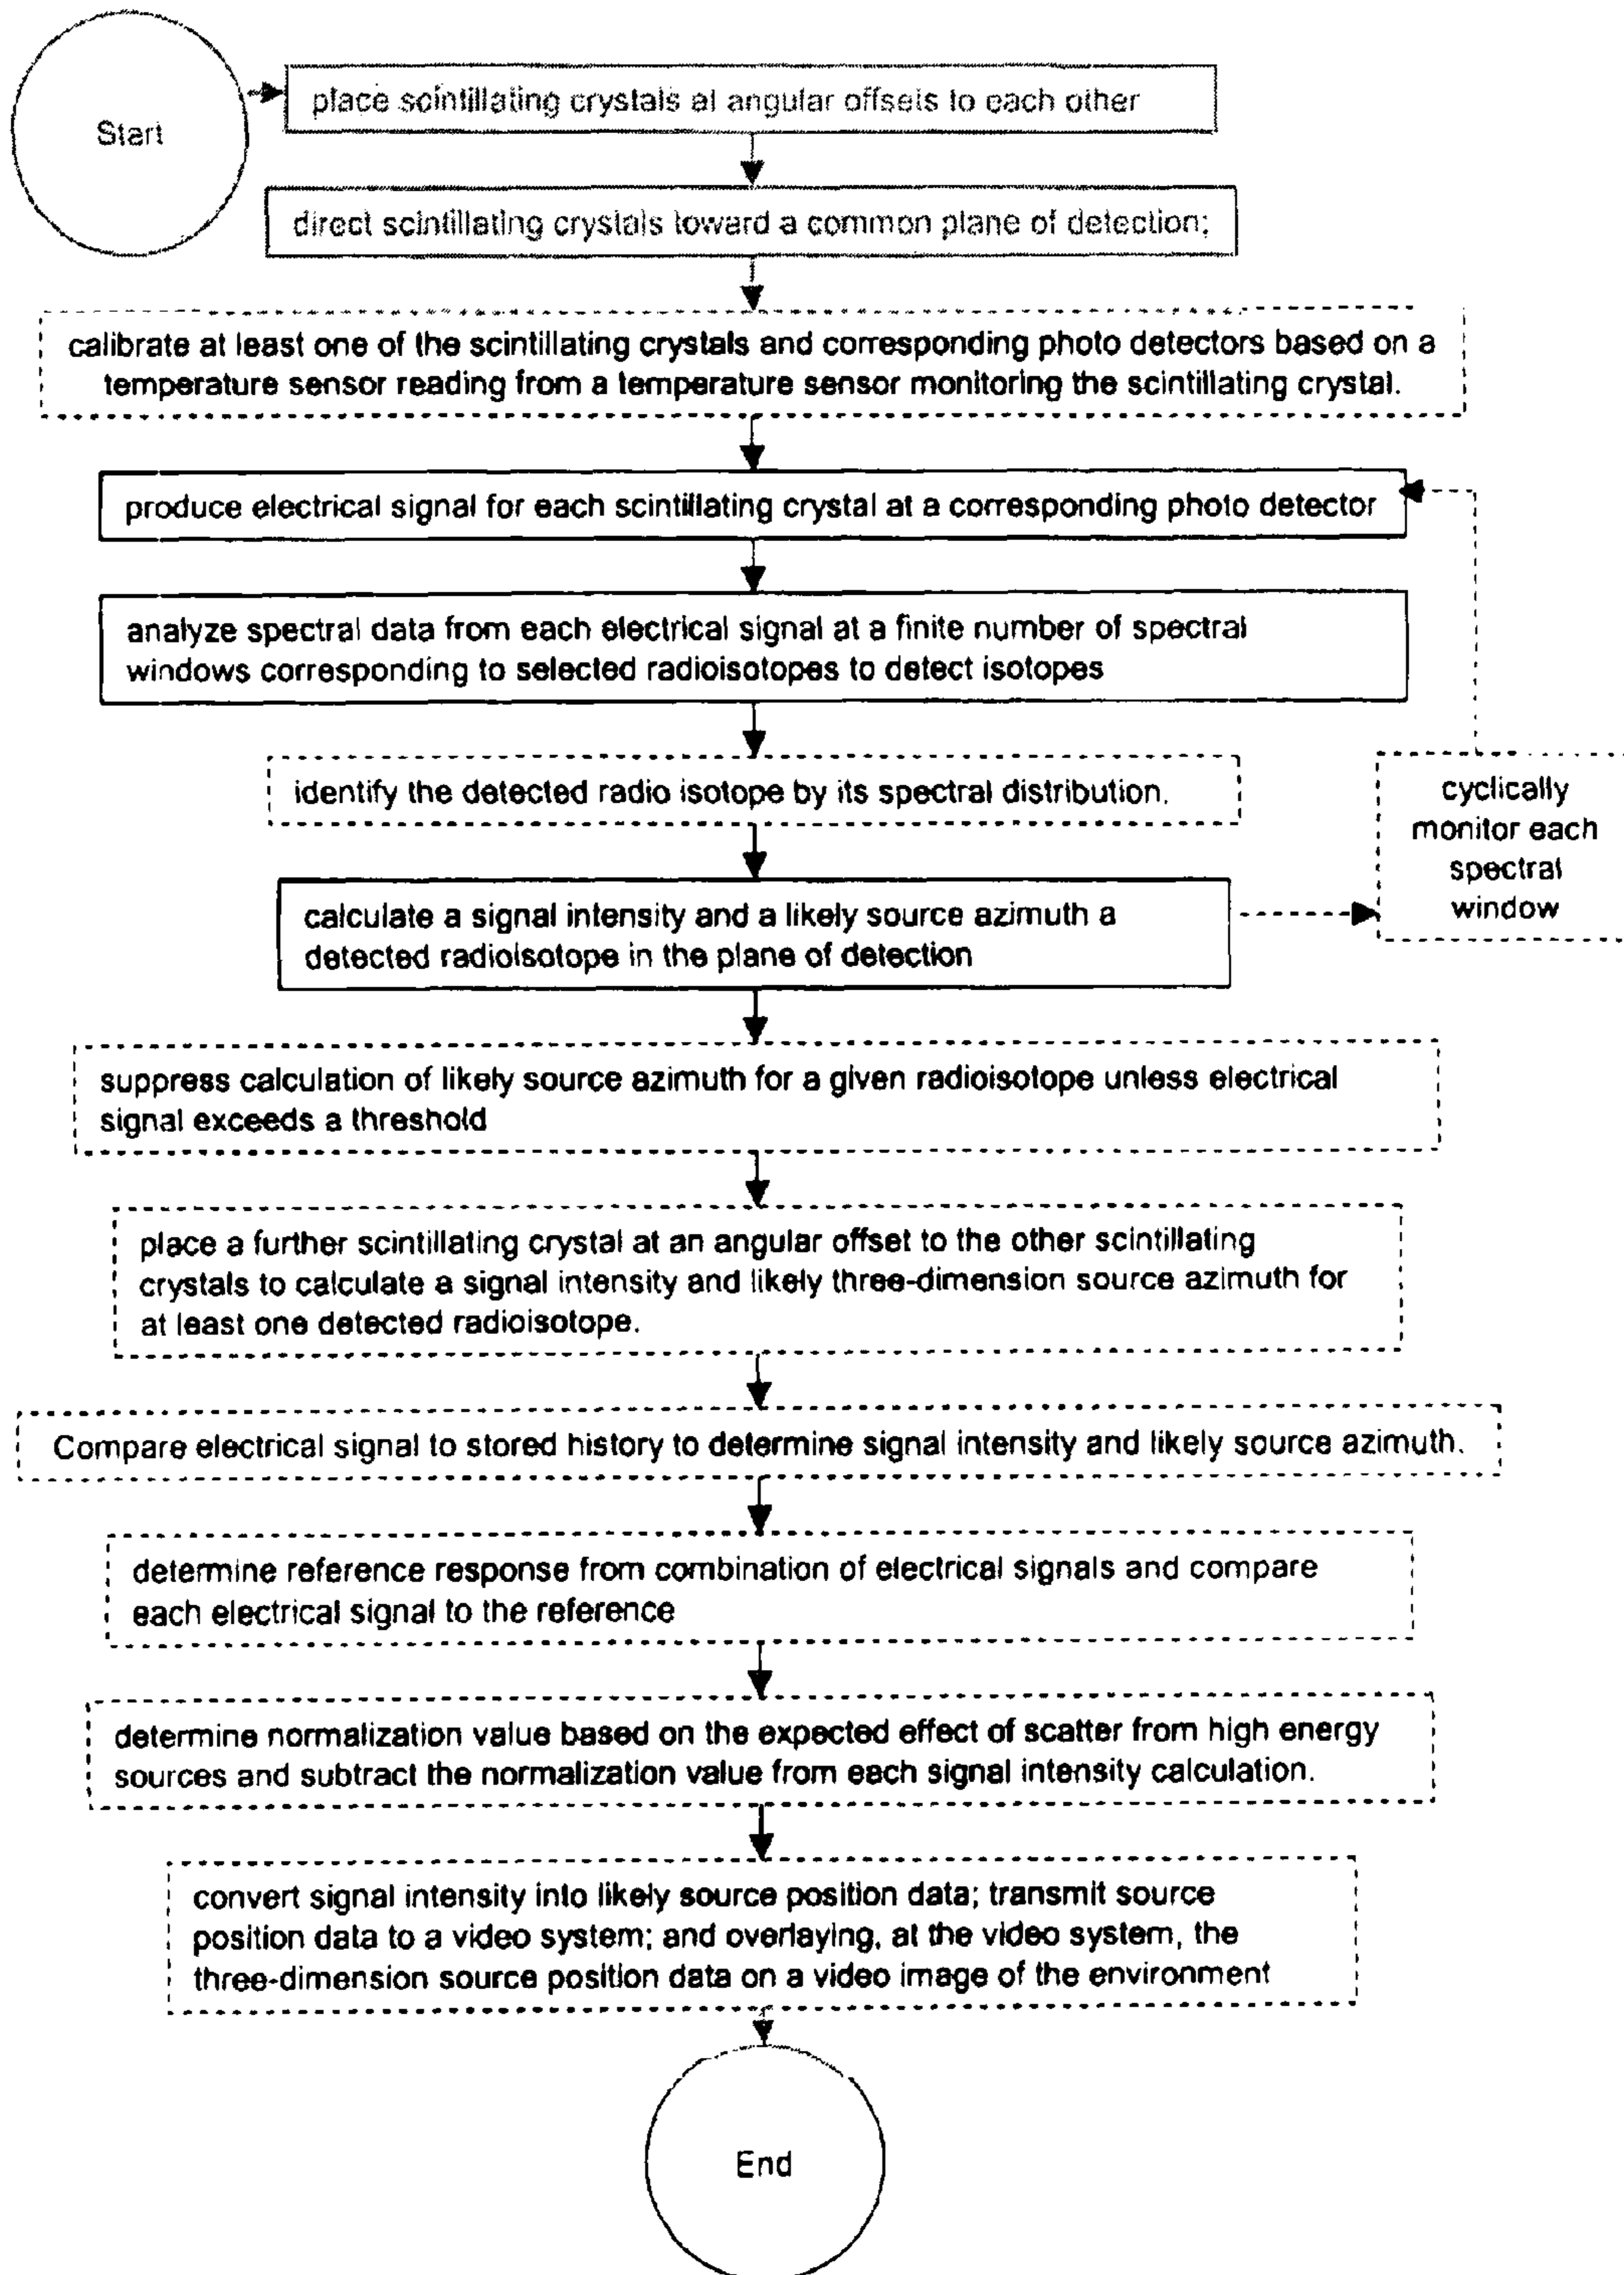 Start
place scintillating crystals at angular offsets to each other
direct scintillating crystals toward a common plane of detection;
calibrate at least one of the scintillating crystals and corresponding photo detectors based on a
temperature sensor reading from a temperature sensor monitoring the scintillating crystal.
produce electrical signal for each scintillating crystal at a corresponding photo detector
analyze spectral data from each electrical signal at a finite number of spectral
windows corresponding to selected radioisotopes to detect isotopes
identify the detected radio isotope by its spectral distribution.
cyclically
monitor each
spectral
window
calculate a signal intensity and a likely source azimuth a
detected radioisotope in the plane of detection
suppress calculation of likely source azimuth for a given radioisotope unless electrical
signal exceeds a threshold
place a further scintillating crystal at an angular offset to the other scintillating
crystals to calculate a signal intensity and likely three-dimension source azimuth for
at least one detected radioisotope.
Compare electrical signal to stored history to determine signal intensity and likely source azimuth.
determine reference response from combination of electrical signals and compare
each electrical signal to the reference
determine normalization value based on the expected effect of scatter from high energy
sources and subtract the normalization value from each signal intensity calculation.
convert signal intensity into likely source position data; transmit source
position data to a video system; and overlaying, at the video system, the
three-dimension source position data on a video image of the environment
End